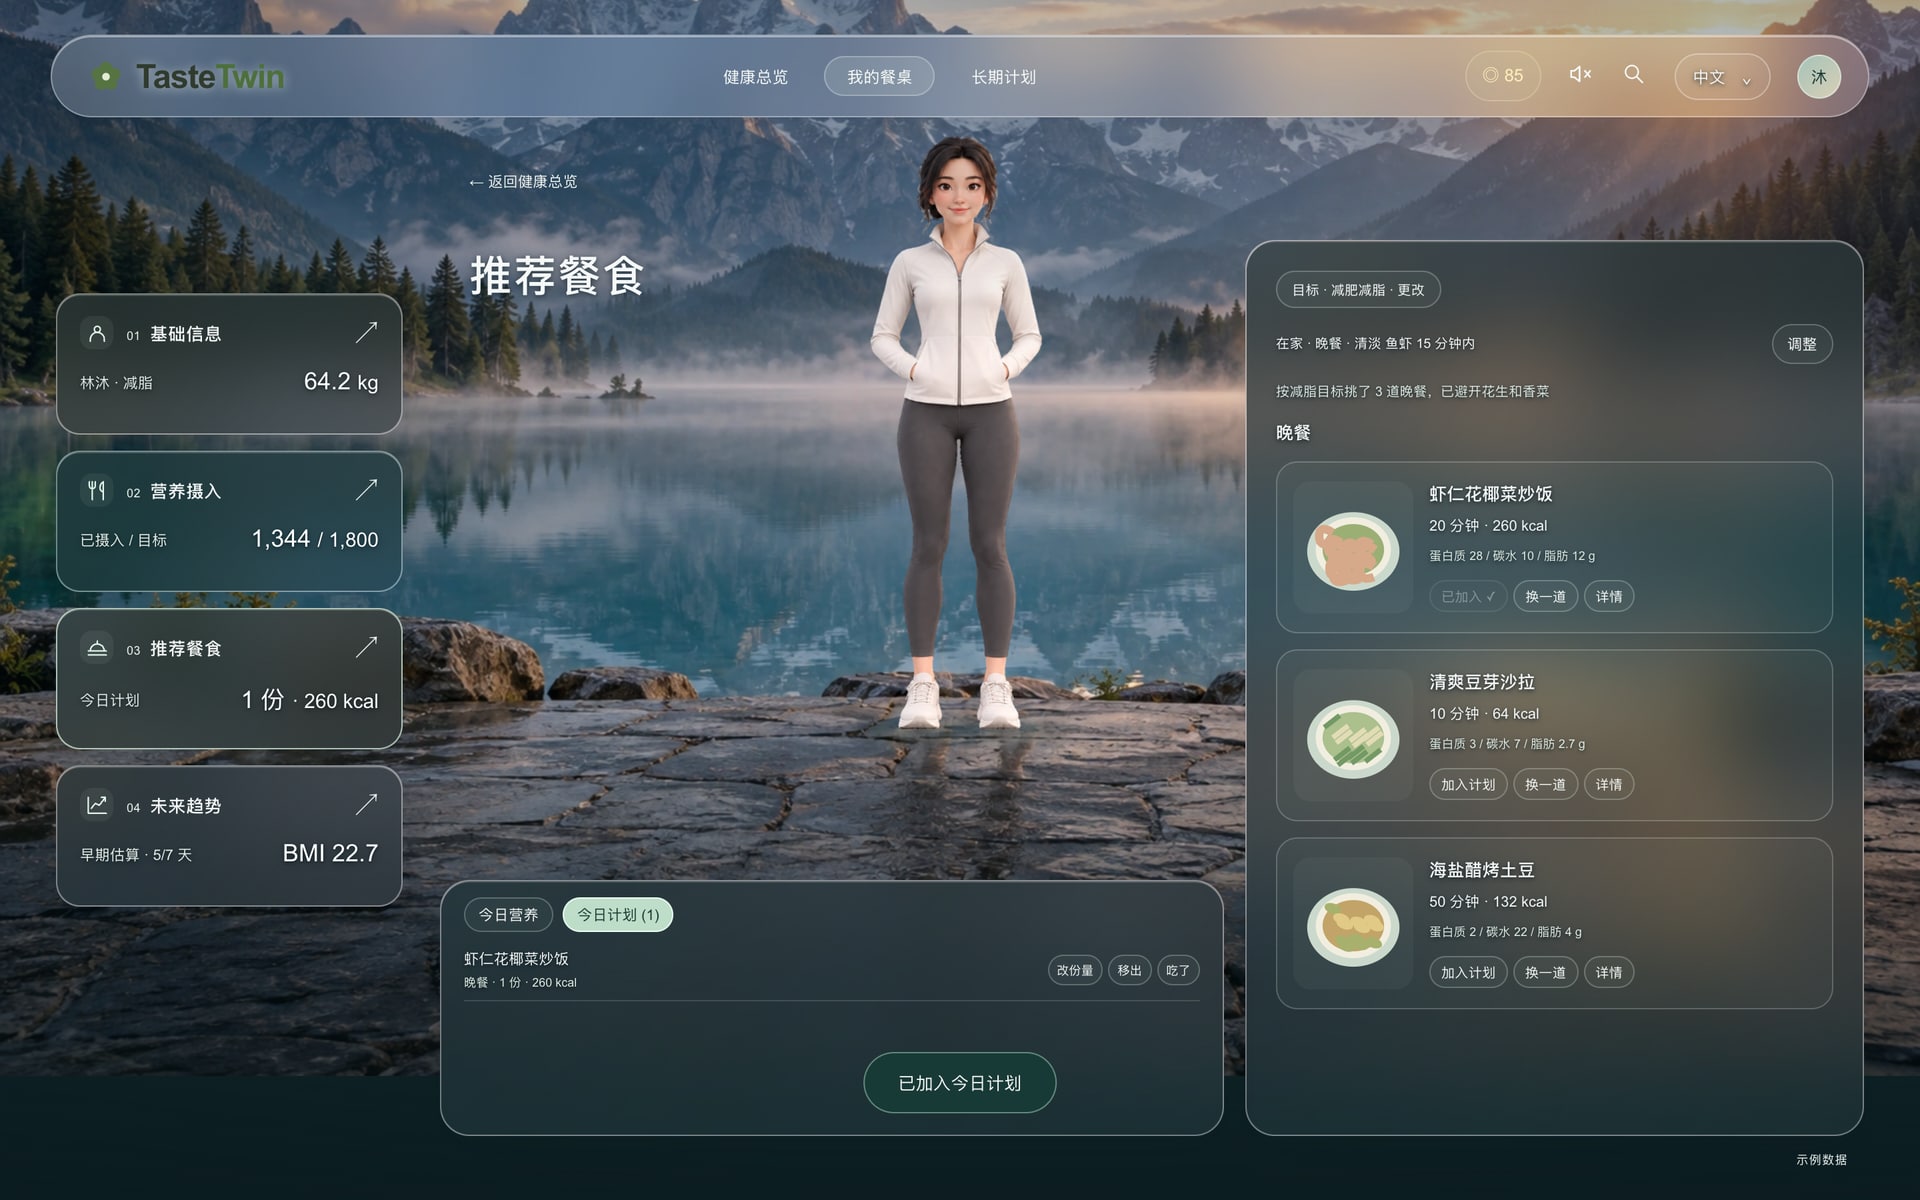 TasteTwin
健康总览
我的餐桌
长期计划
85
中文
沐
← 返回健康总览
推荐餐食
01 基础信息
林沐 · 减脂
64.2 kg
02 营养摄入
已摄入 / 目标
1,344 / 1,800
03 推荐餐食
今日计划
1 份 · 260 kcal
04 未来趋势
早期估算 · 5/7 天
BMI 22.7
今日营养
今日计划 (1)
虾仁花椰菜炒饭
晚餐 · 1 份 · 260 kcal
改份量
移出
吃了
已加入今日计划
目标 · 减肥减脂 · 更改
在家 · 晚餐 · 清淡 鱼虾 15 分钟内
调整
按减脂目标挑了 3 道晚餐，已避开花生和香菜
晚餐
虾仁花椰菜炒饭
20 分钟 · 260 kcal
蛋白质 28 / 碳水 10 / 脂肪 12 g
已加入 ✓
换一道
详情
清爽豆芽沙拉
10 分钟 · 64 kcal
蛋白质 3 / 碳水 7 / 脂肪 2.7 g
加入计划
换一道
详情
海盐醋烤土豆
50 分钟 · 132 kcal
蛋白质 2 / 碳水 22 / 脂肪 4 g
加入计划
换一道
详情
示例数据